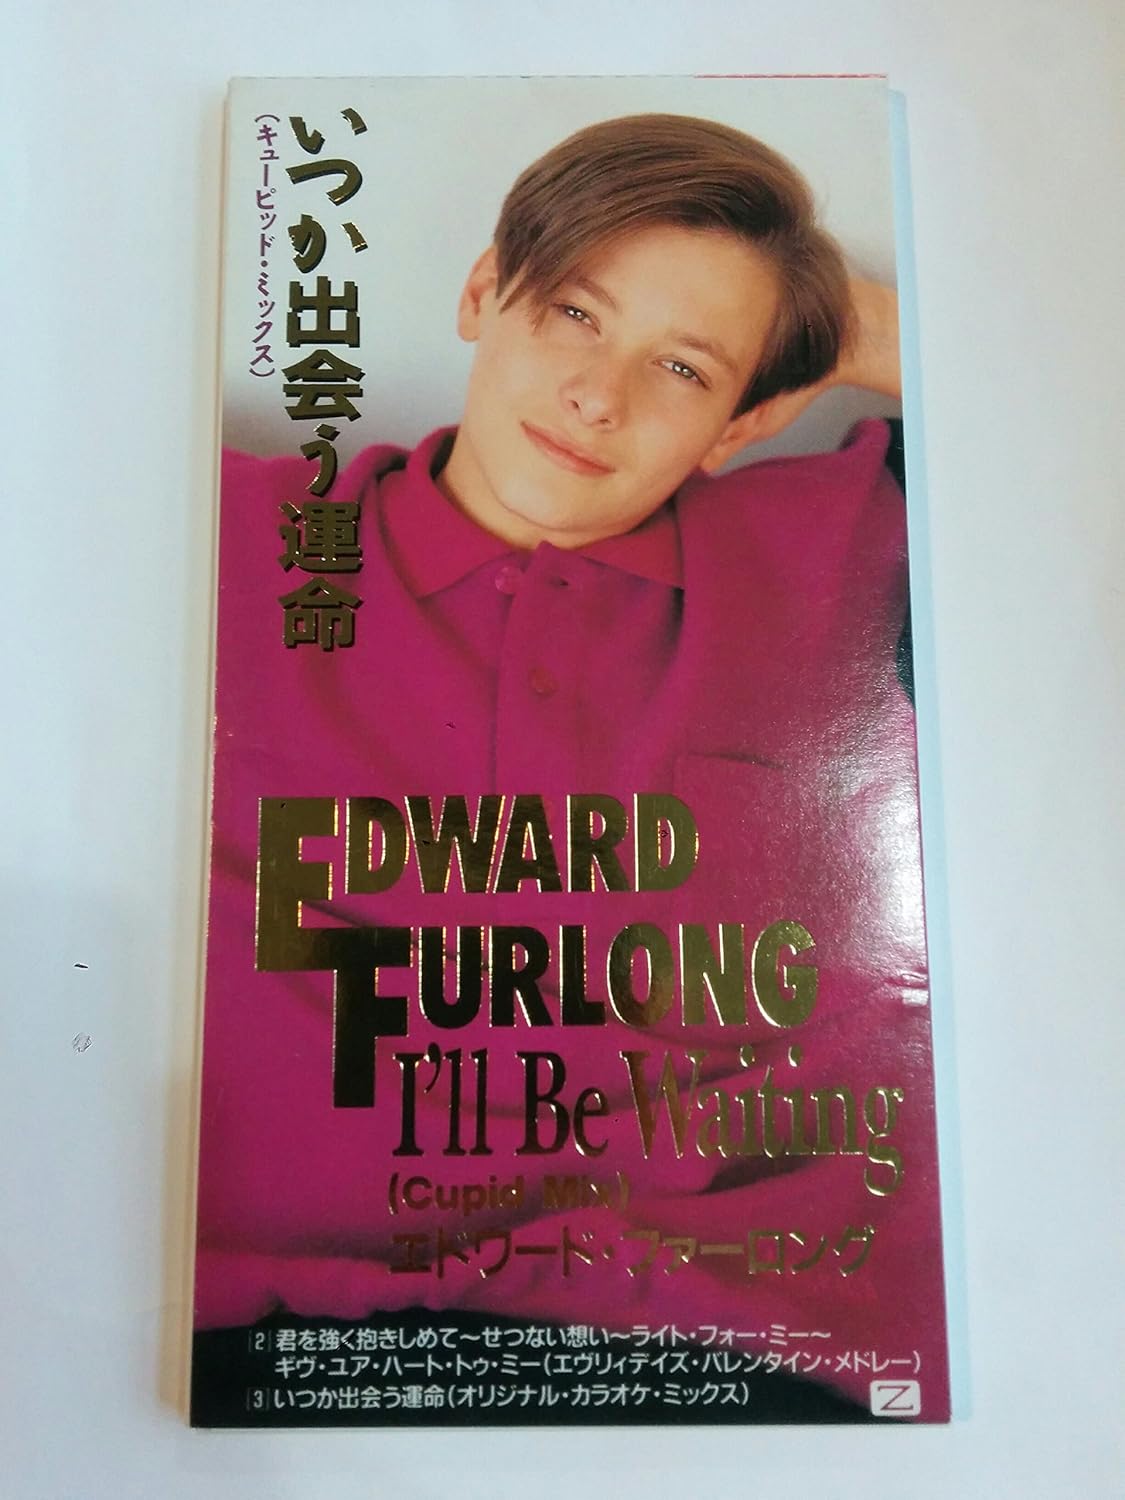 いつか出会う運命
(キューピッド・ミックス)
EDWARD
FURLONG
I'll Be Waiting
(Cupid Mix)
エドワード・ファーロング
[2] 君を強く抱きしめて〜せつない想い〜ライト・フォー・ミー〜
ギヴ・ユア・ハート・トゥ・ミー(エヴリィデイズ・バレンタイン・メドレー)
[3] いつか出会う運命(オリジナル・カラオケ・ミックス)
Z